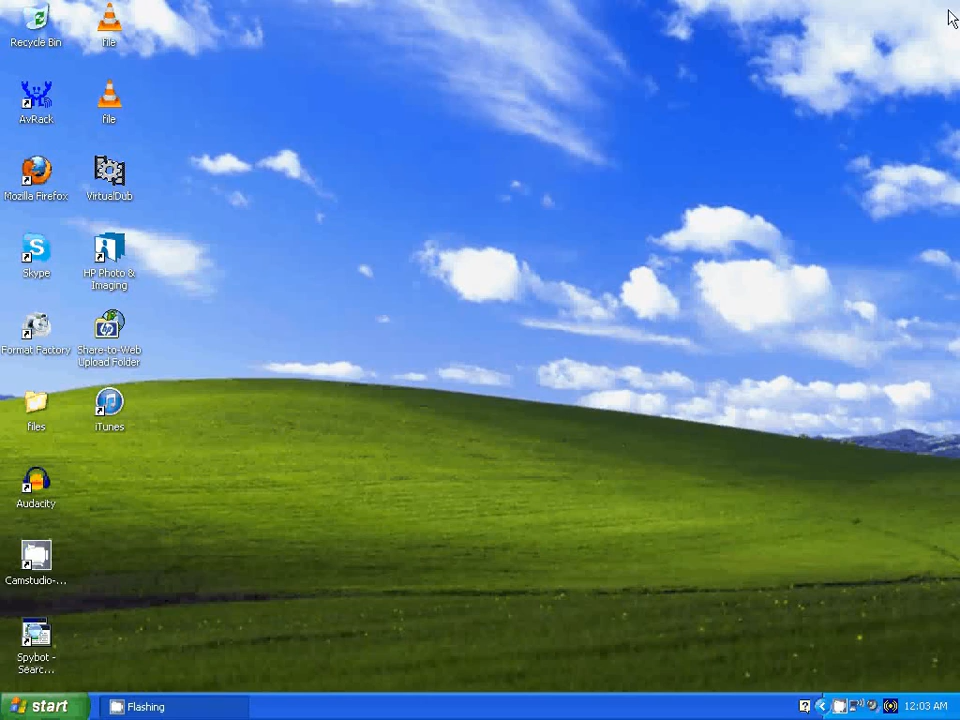 Recycle Bin
file
AvRack
file
Mozilla Firefox
VirtualDub
Skype
HP Photo &
Imaging
Format Factory
Share-to-Web
Upload Folder
files
iTunes
Audacity
Camstudio-...
Spybot -
Searc...
start
Flashing
12:03 AM